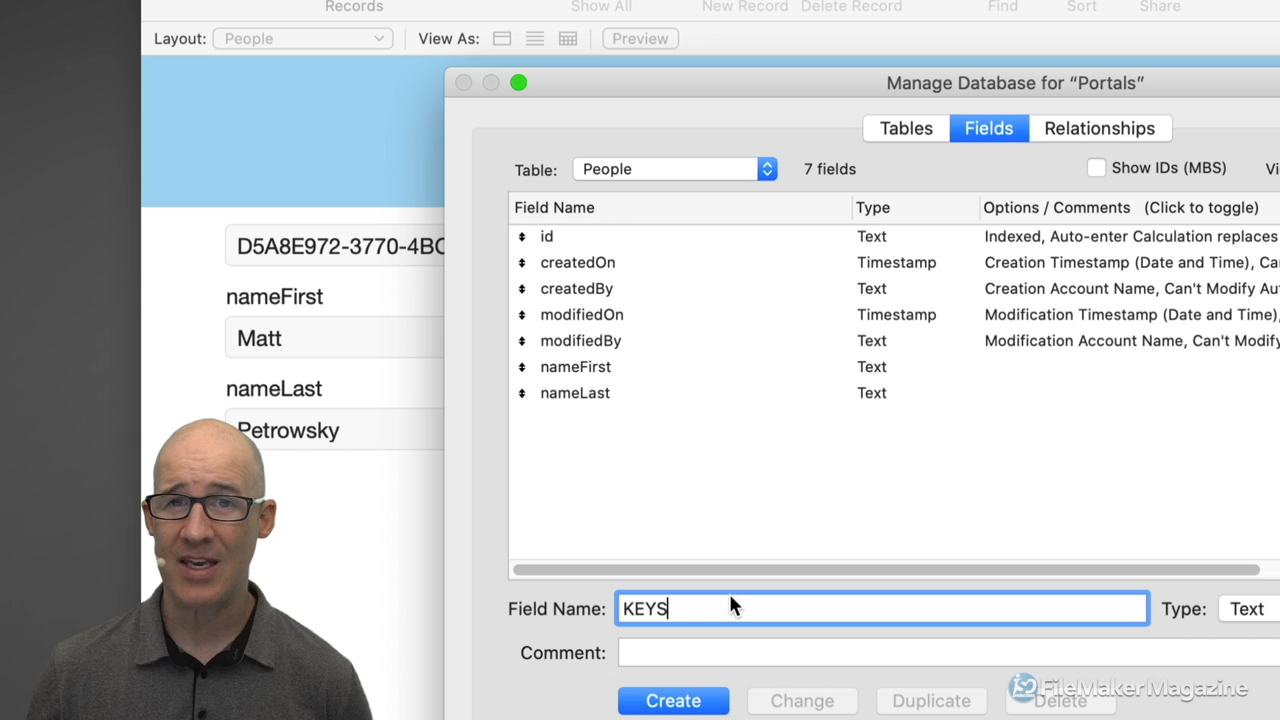 Records
Show All
New Record
Delete Record
Find
Sort
Share
Layout:
People
View As:
Preview
Manage Database for “Portals”
Tables
Fields
Relationships
Table:
People
7 fields
Show IDs (MBS)
Field Name
Type
Options / Comments (Click to toggle)
id
Text
Indexed, Auto-enter Calculation replaces
createdOn
Timestamp
Creation Timestamp (Date and Time),
createdBy
Text
Creation Account Name, Can't Modify
modifiedOn
Timestamp
Modification Timestamp (Date and Time),
modifiedBy
Text
Modification Account Name, Can't Modify
nameFirst
Text
nameLast
Text
D5A8E972-3770-4BC
nameFirst
Matt
nameLast
Petrowsky
Field Name:
KEYS
Type:
Text
Comment:
Create
Change
Duplicate
Delete
FileMaker Magazine